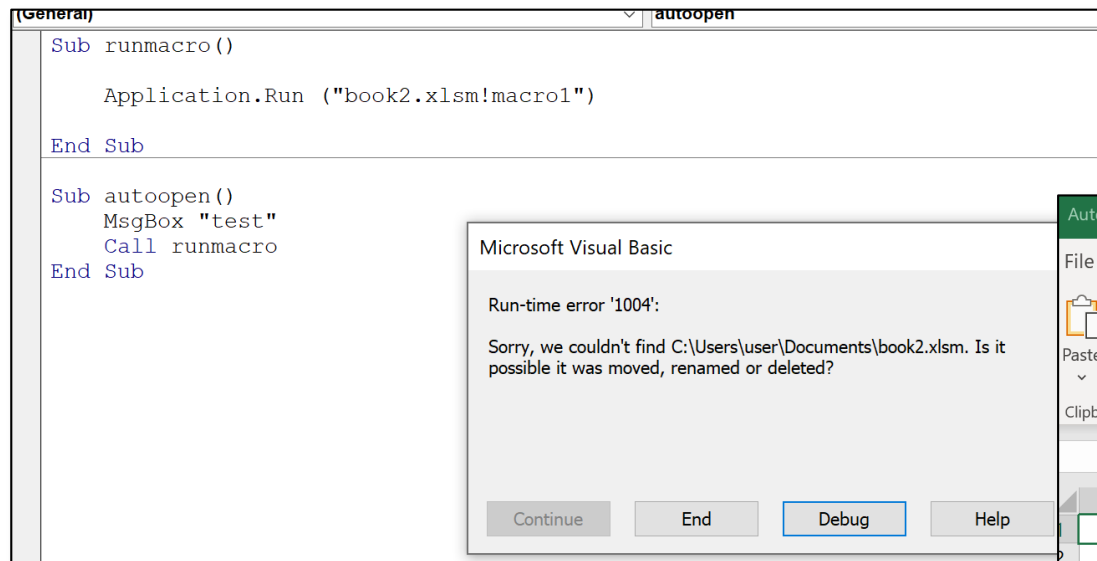 (General)
autoopen
Sub runmacro()
Application.Run ("book2.xlsm!macro1")
End Sub
Sub autoopen()
MsgBox "test"
Call runmacro
End Sub
Microsoft Visual Basic
Run-time error '1004':
Sorry, we couldn't find C:\Users\user\Documents\book2.xlsm. Is it
possible it was moved, renamed or deleted?
Continue
End
Debug
Help
Aut
File
Paste
Clipb